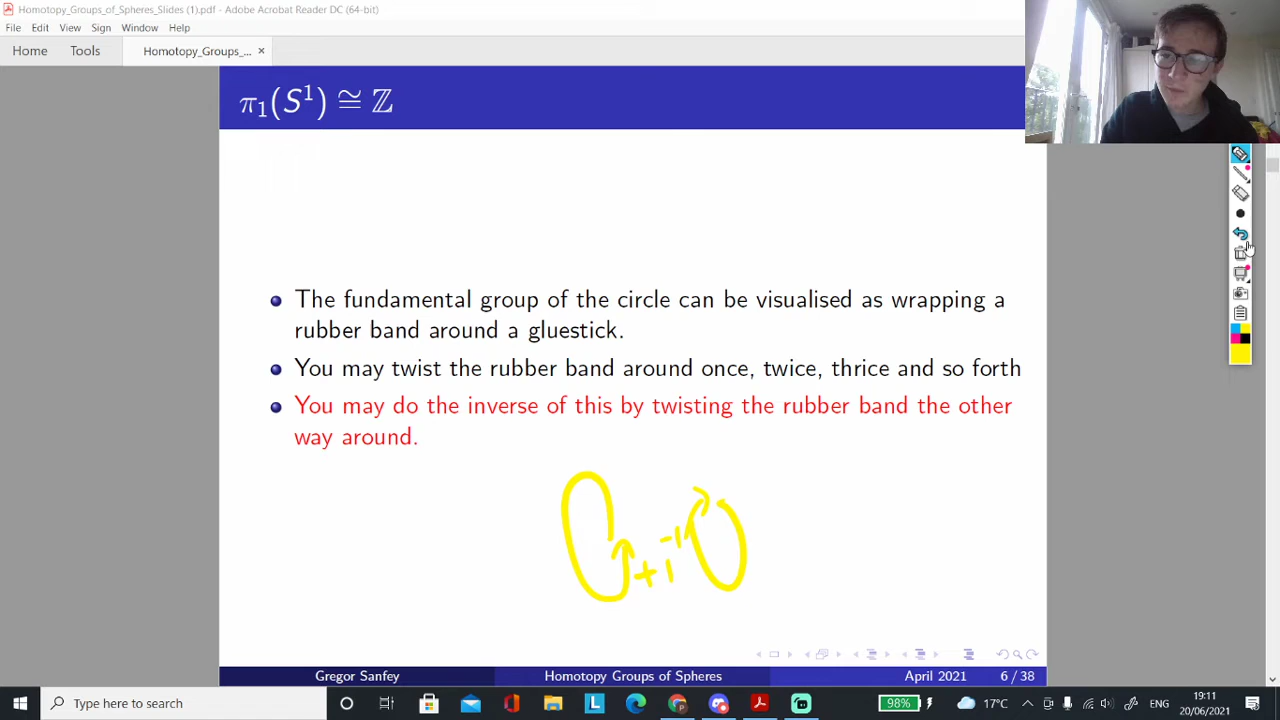 Homotopy_Groups_of_Spheres_Slides (1).pdf - Adobe Acrobat Reader DC (64-bit)
File Edit View Sign Window Help
Home Tools Homotopy_Groups_... ×
π₁(S¹) ≅ ℤ
The fundamental group of the circle can be visualised as wrapping a
rubber band around a gluestick.
You may twist the rubber band around once, twice, thrice and so forth
You may do the inverse of this by twisting the rubber band the other
way around.
+1 -1
Gregor Sanfey Homotopy Groups of Spheres April 2021 6 / 38
Type here to search 98% 17°C ENG 19:11
20/06/2021